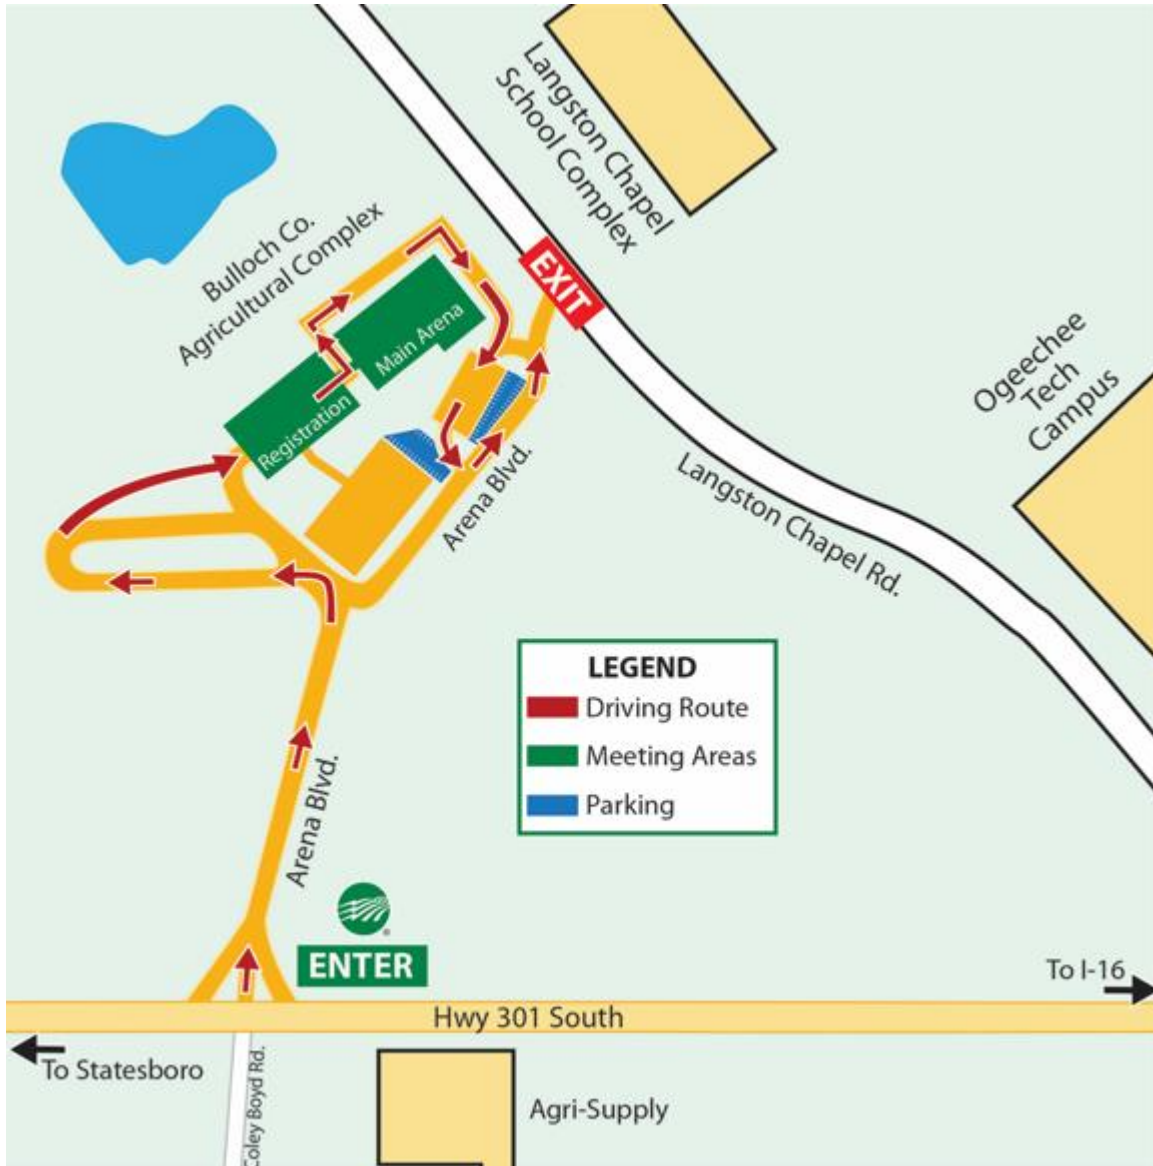 Langston Chapel
School Complex
Bulloch Co.
Agricultural Complex
EXIT
Main Arena
Registration
Ogeechee
Tech
Campus
Arena Blvd.
Langston Chapel Rd.
LEGEND
Driving Route
Meeting Areas
Parking
Arena Blvd.
®
ENTER
To I-16
Hwy 301 South
To Statesboro
Coley Boyd Rd.
Agri-Supply